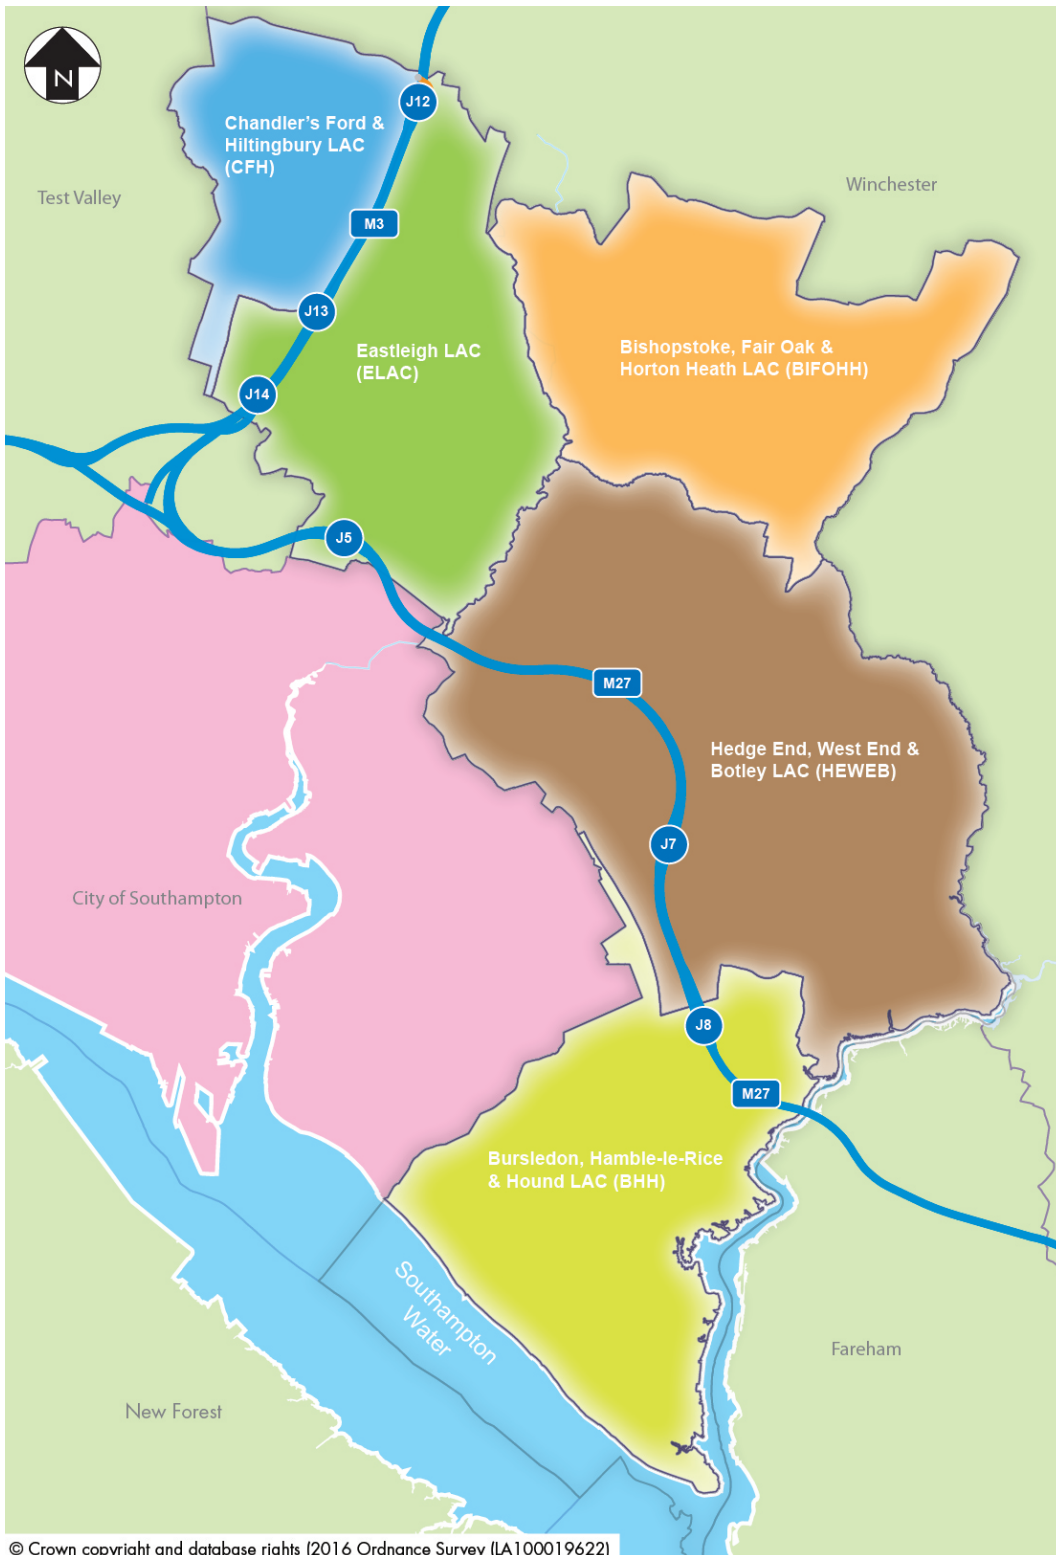 N
J12
Chandler's Ford &
Hiltingbury LAC
(CFH)
Test Valley
Winchester
M3
J13
Eastleigh LAC
(ELAC)
Bishopstoke, Fair Oak &
Horton Heath LAC (BIFOHH)
J14
J5
M27
Hedge End, West End &
Botley LAC (HEWEB)
J7
City of Southampton
J8
M27
Bursledon, Hamble-le-Rice
& Hound LAC (BHH)
Southampton
Water
Fareham
New Forest
© Crown copyright and database rights (2016 Ordnance Survey (LA100019622)